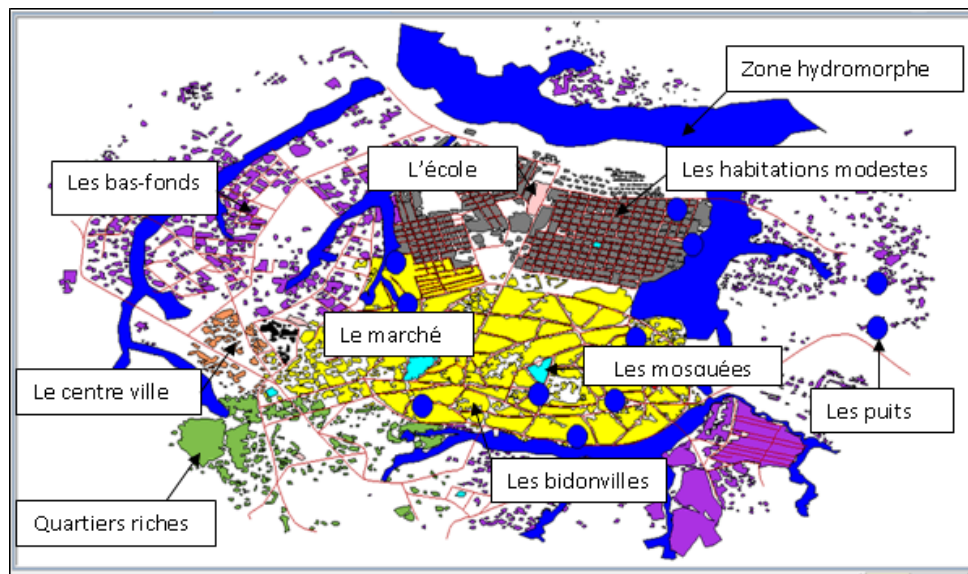 Zone hydromorphe
L'école
Les habitations modestes
Les bas-fonds
Le marché
Les mosquées
Le centre ville
Les puits
Les bidonvilles
Quartiers riches